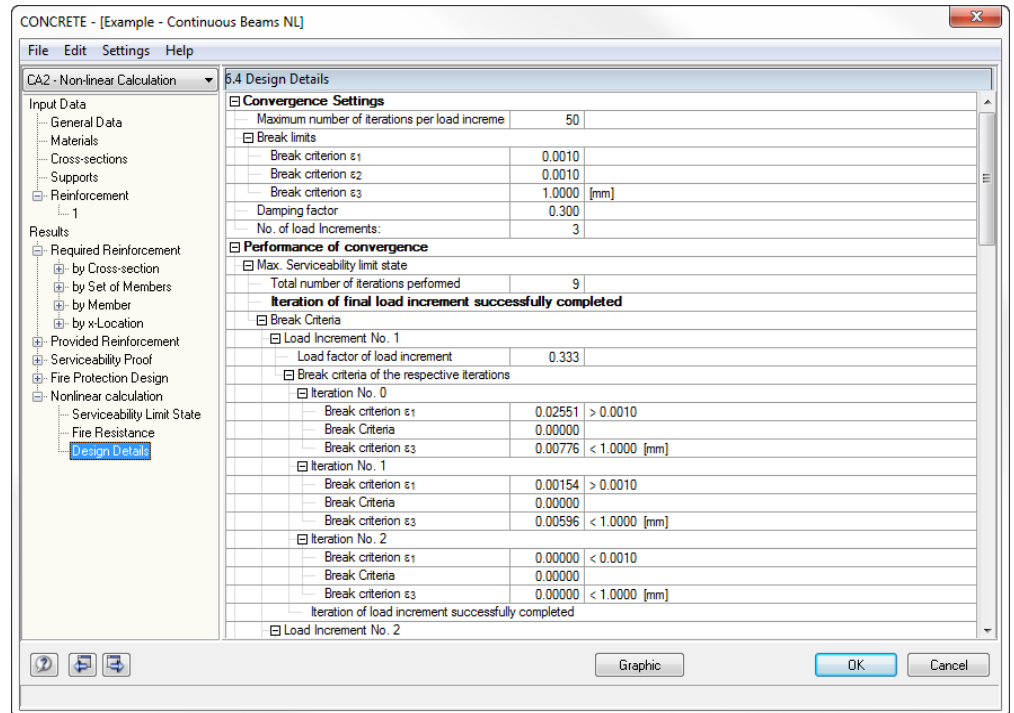 CONCRETE - [Example - Continuous Beams NL]
File Edit Settings Help
CA2 - Non-linear Calculation
Input Data
General Data
Materials
Cross-sections
Supports
Reinforcement
1
Results
Required Reinforcement
by Cross-section
by Set of Members
by Member
by x-Location
Provided Reinforcement
Serviceability Proof
Fire Protection Design
Nonlinear calculation
Serviceability Limit State
Fire Resistance
Design Details
6.4 Design Details
Convergence Settings
Maximum number of iterations per load increme 50
Break limits
Break criterion ε1 0.0010
Break criterion ε2 0.0010
Break criterion ε3 1.0000 [mm]
Damping factor 0.300
No. of load Increments: 3
Performance of convergence
Max. Serviceability limit state
Total number of iterations performed 9
Iteration of final load increment successfully completed
Break Criteria
Load Increment No. 1
Load factor of load increment 0.333
Break criteria of the respective iterations
Iteration No. 0
Break criterion ε1 0.02551 > 0.0010
Break Criteria 0.00000
Break criterion ε3 0.00776 < 1.0000 [mm]
Iteration No. 1
Break criterion ε1 0.00154 > 0.0010
Break Criteria 0.00000
Break criterion ε3 0.00596 < 1.0000 [mm]
Iteration No. 2
Break criterion ε1 0.00000 < 0.0010
Break Criteria 0.00000
Break criterion ε3 0.00000 < 1.0000 [mm]
Iteration of load increment successfully completed
Load Increment No. 2
Graphic OK Cancel